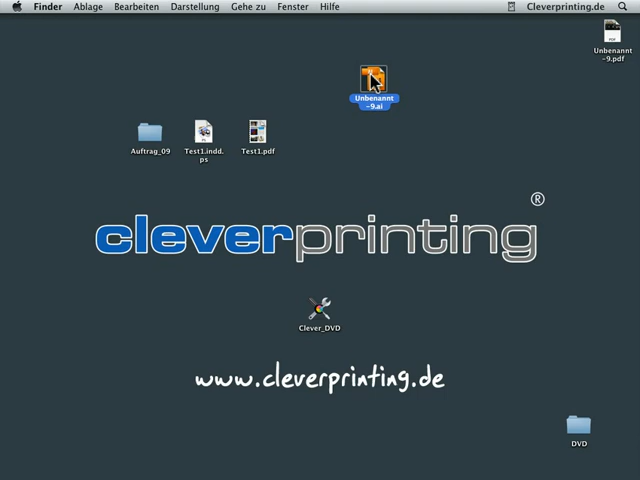 Finder Ablage Bearbeiten Darstellung Gehe zu Fenster Hilfe Cleverprinting.de
Unbenannt
-9.pdf
PDF
Unbenannt
-9.ai
Auftrag_09
Test1.indd.
ps
Test1.pdf
cleverprinting®
Clever_DVD
www.cleverprinting.de
DVD